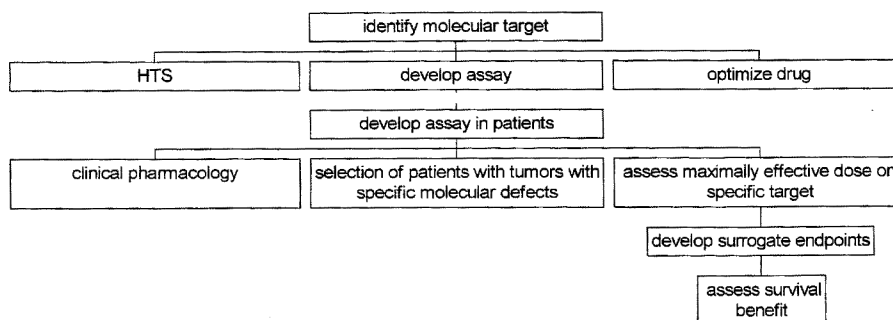 identify molecular target
HTS
develop assay
optimize drug
develop assay in patients
clinical pharmacology
selection of patients with tumors with
specific molecular defects
assess maximally effective dose on
specific target
develop surrogate endpoints
assess survival
benefit